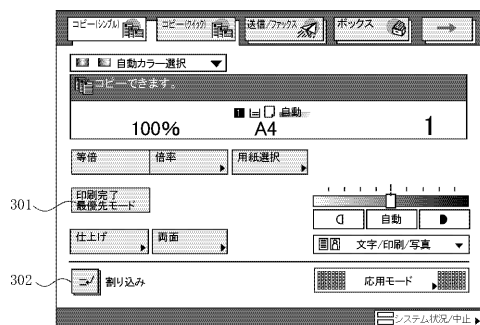 コピー(シンプル) コピー(クイック) 送信/ファックス ボックス →
自動カラー選択 ▼
コピーできます。
1 自動
100% A4 1
等倍 倍率 用紙選択
301 印刷完了
最優先モード
自動
仕上げ 両面 文字/印刷/写真 ▼
302 割り込み 応用モード
システム状況/中止